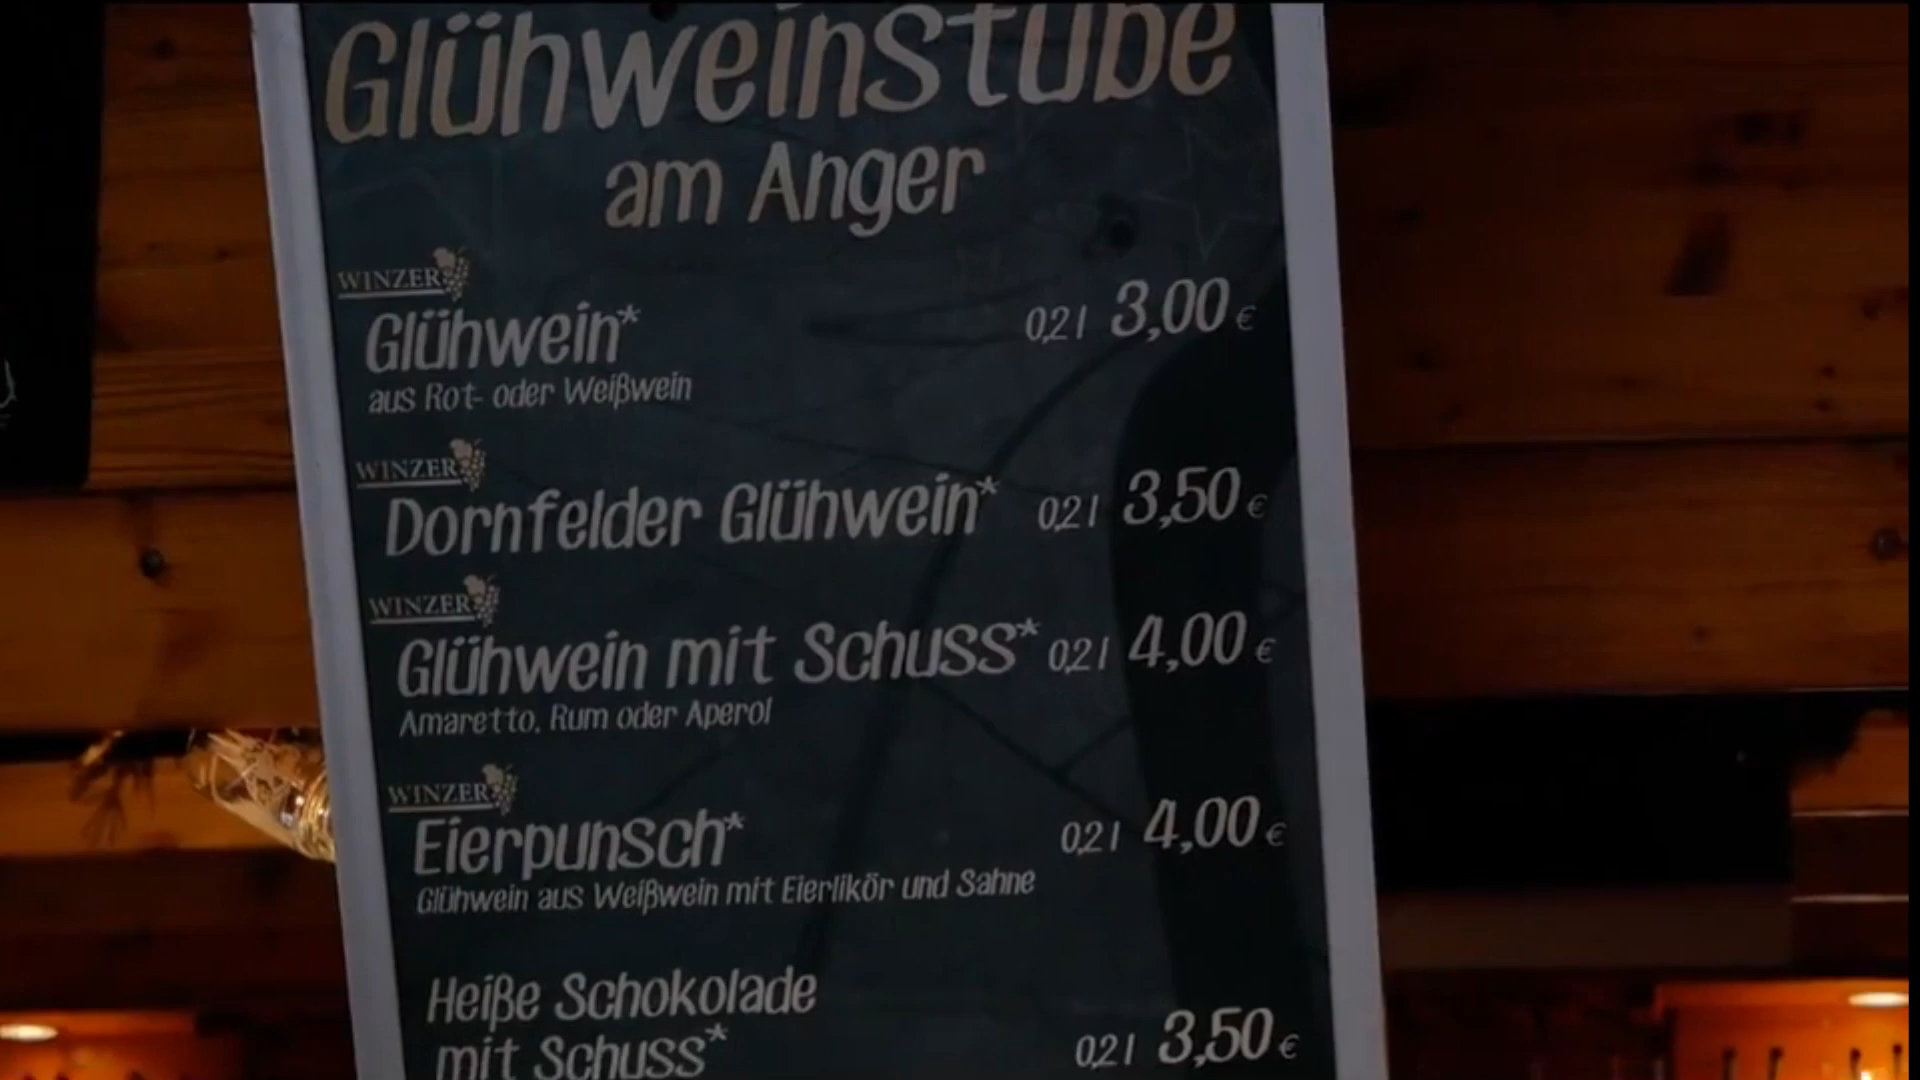 Glühweinstube
am Anger
WINZER
Glühwein* 0,2 l 3,00 €
aus Rot- oder Weißwein
WINZER
Dornfelder Glühwein* 0,2 l 3,50 €
WINZER
Glühwein mit Schuss* 0,2 l 4,00 €
Amaretto, Rum oder Aperol
WINZER
Eierpunsch* 0,2 l 4,00 €
Glühwein aus Weißwein mit Eierlikör und Sahne
Heiße Schokolade
mit Schuss* 0,2 l 3,50 €